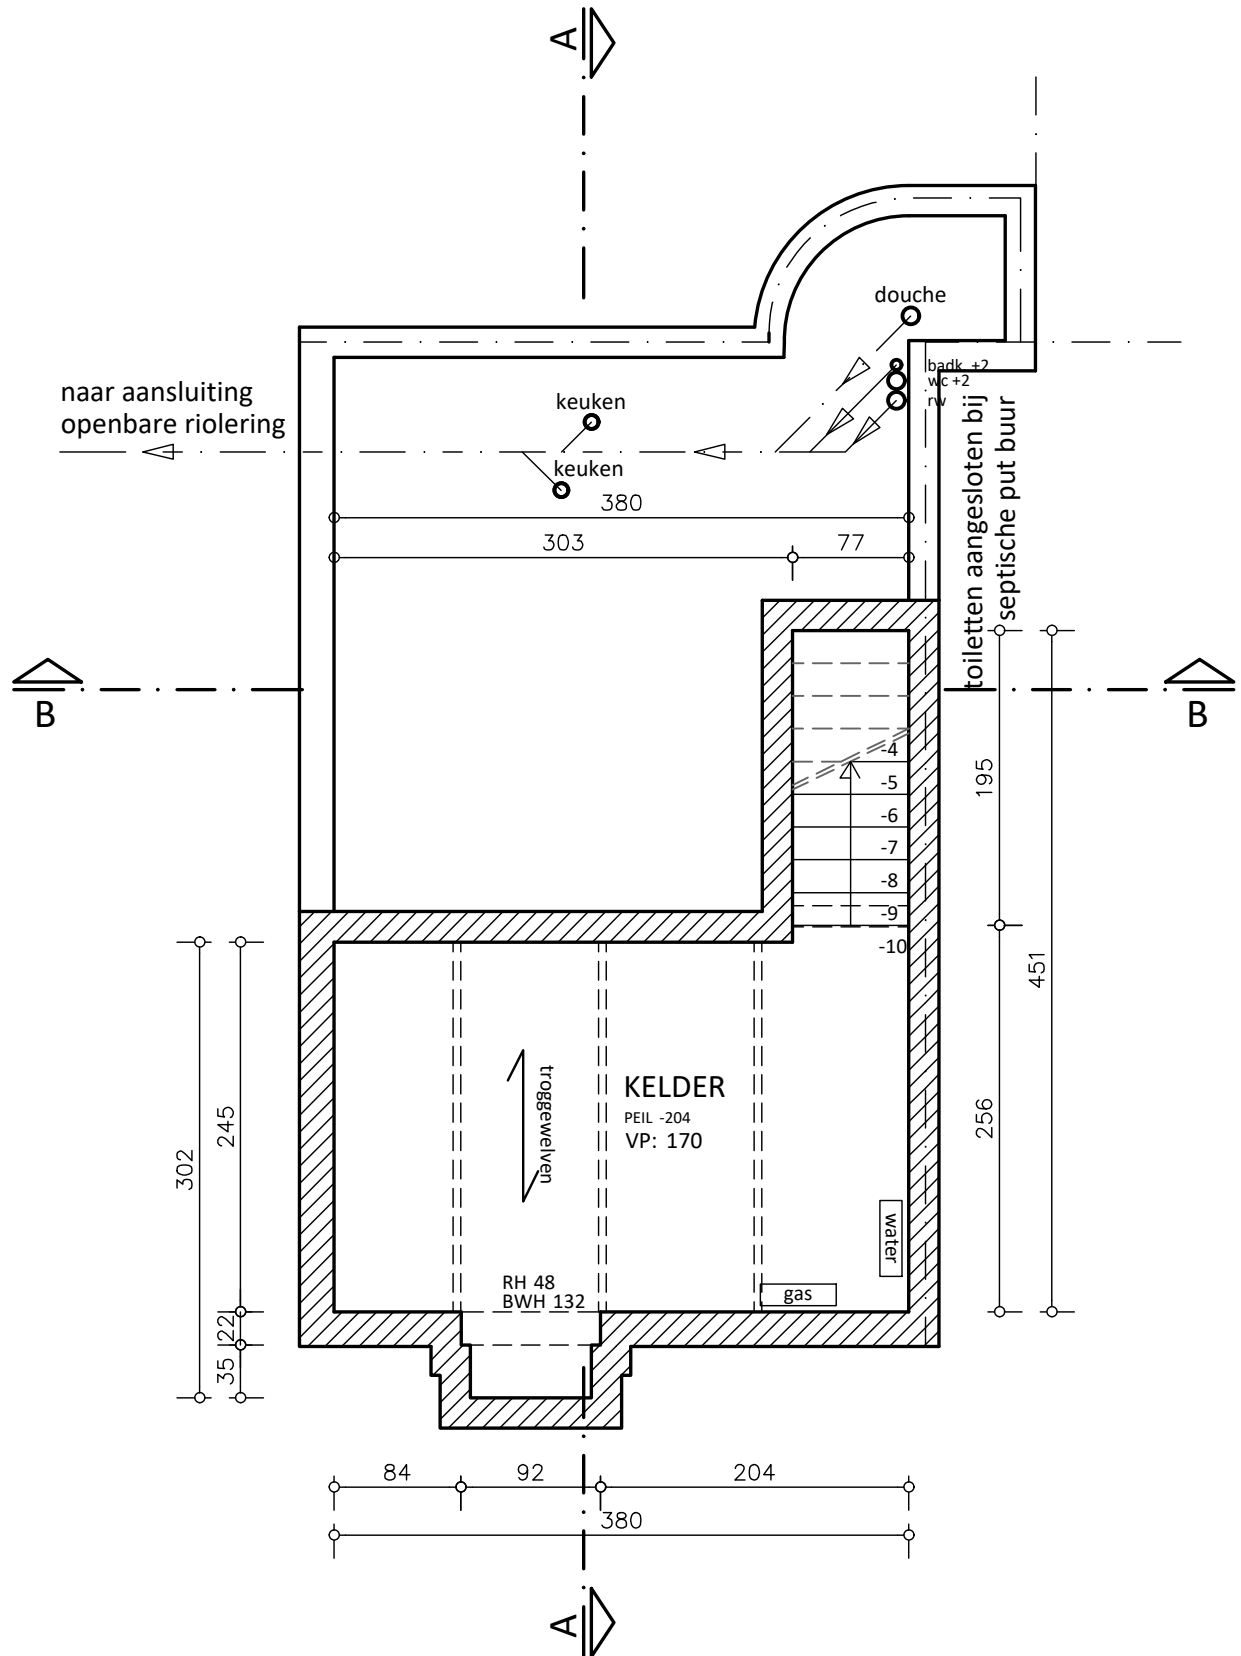 A
douche
badk +2
wc +2
rw
naar aansluiting
openbare riolering
keuken
keuken
toiletten aangesloten bij
septische put buur
380
303
77
B
B
-4
-5
-6
-7
-8
-9
-10
195
451
256
302
245
22
35
troggewelven
KELDER
PEIL -204
VP: 170
water
gas
RH 48
BWH 132
84
92
204
380
A